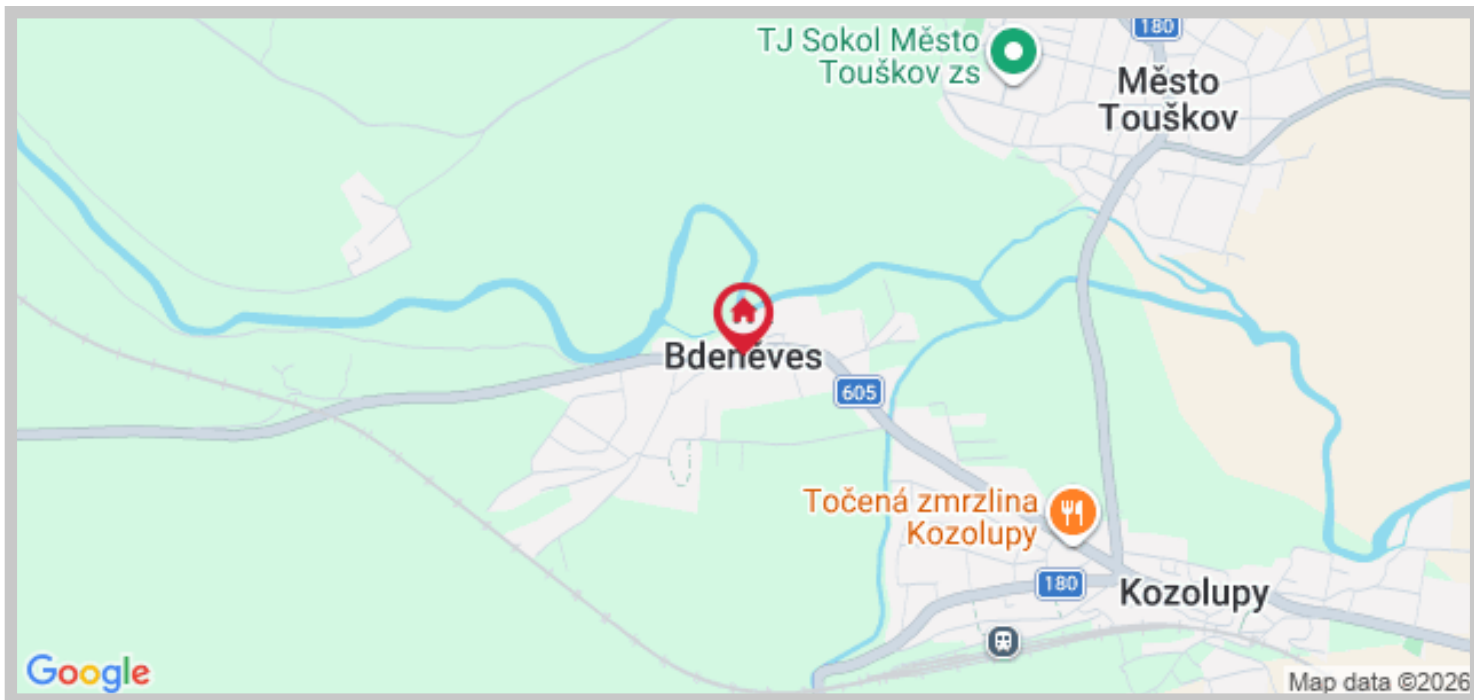 180
TJ Sokol Město
Touškov zs
Město
Touškov
Bdeněves
605
Točená zmrzlina
Kozolupy
180
Kozolupy
Google
Map data ©2026